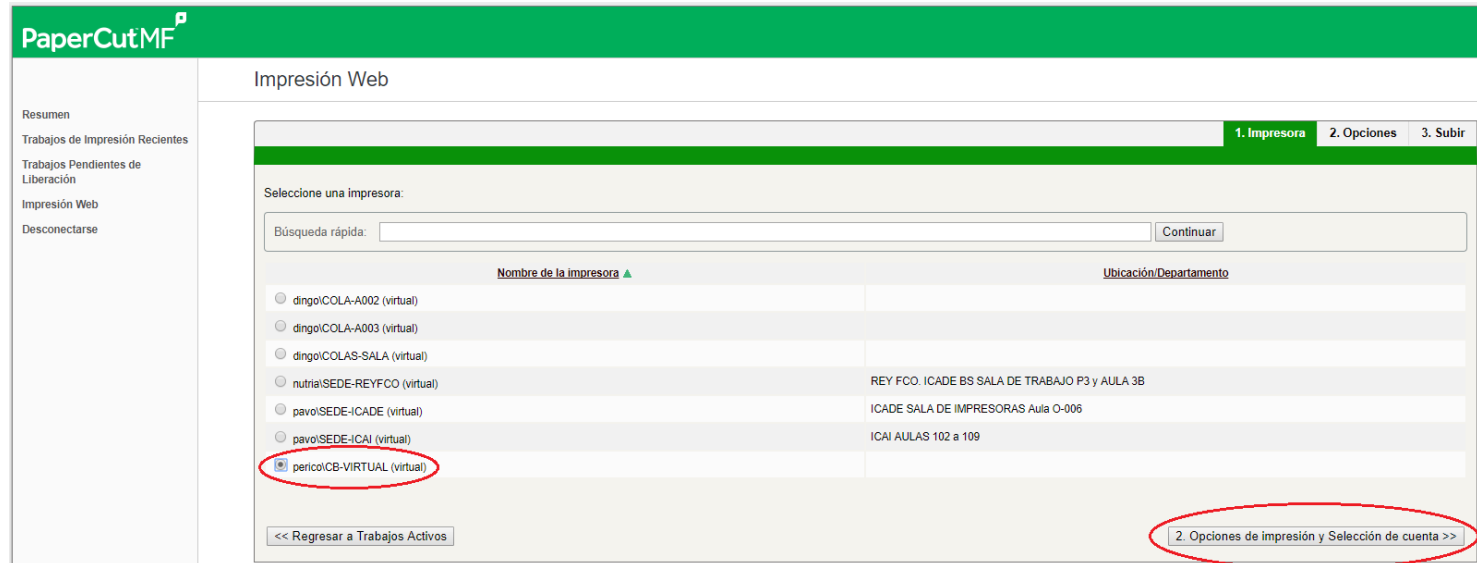 PaperCutMF
Impresión Web
Resumen
Trabajos de Impresión Recientes
Trabajos Pendientes de
Liberación
Impresión Web
Desconectarse
1. Impresora 2. Opciones 3. Subir
Seleccione una impresora:
Búsqueda rápida: Continuar
Nombre de la impresora ▲ Ubicación/Departamento
dingo\COLA-A002 (virtual)
dingo\COLA-A003 (virtual)
dingo\COLAS-SALA (virtual)
nutria\SEDE-REYFCO (virtual) REY FCO. ICADE BS SALA DE TRABAJO P3 y AULA 3B
pavo\SEDE-ICADE (virtual) ICADE SALA DE IMPRESORAS Aula O-006
pavo\SEDE-ICAI (virtual) ICAI AULAS 102 a 109
perico\CB-VIRTUAL (virtual)
<< Regresar a Trabajos Activos 2. Opciones de impresión y Selección de cuenta >>